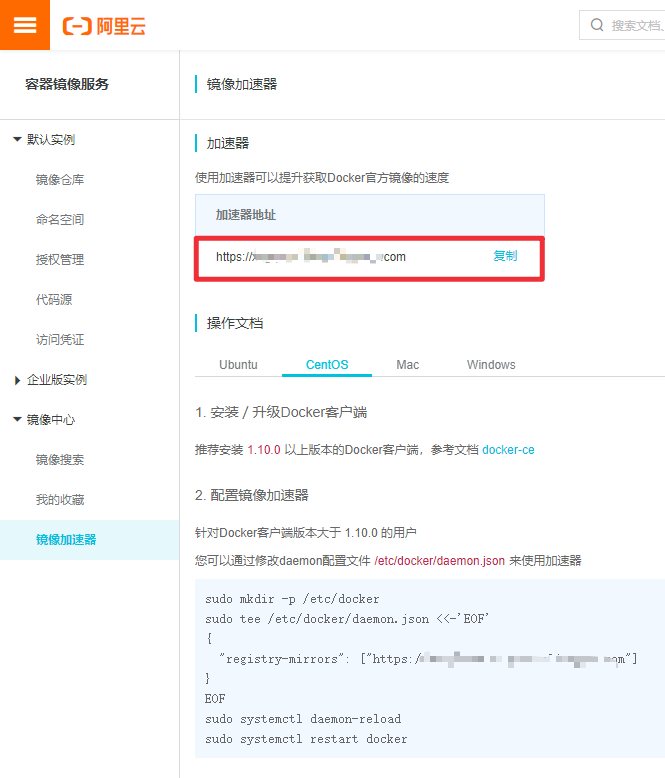 阿里云
搜索文档、
容器镜像服务
镜像加速器
默认实例
镜像仓库
命名空间
授权管理
代码源
访问凭证
企业版实例
镜像中心
镜像搜索
我的收藏
镜像加速器
加速器
使用加速器可以提升获取Docker官方镜像的速度
加速器地址
https:// com 复制
操作文档
Ubuntu CentOS Mac Windows
1. 安装 / 升级Docker客户端
推荐安装 1.10.0 以上版本的Docker客户端，参考文档 docker-ce
2. 配置镜像加速器
针对Docker客户端版本大于 1.10.0 的用户
您可以通过修改daemon配置文件 /etc/docker/daemon.json 来使用加速器
sudo mkdir -p /etc/docker
sudo tee /etc/docker/daemon.json <<-'EOF'
{
"registry-mirrors": ["https:/ om"]
}
EOF
sudo systemctl daemon-reload
sudo systemctl restart docker